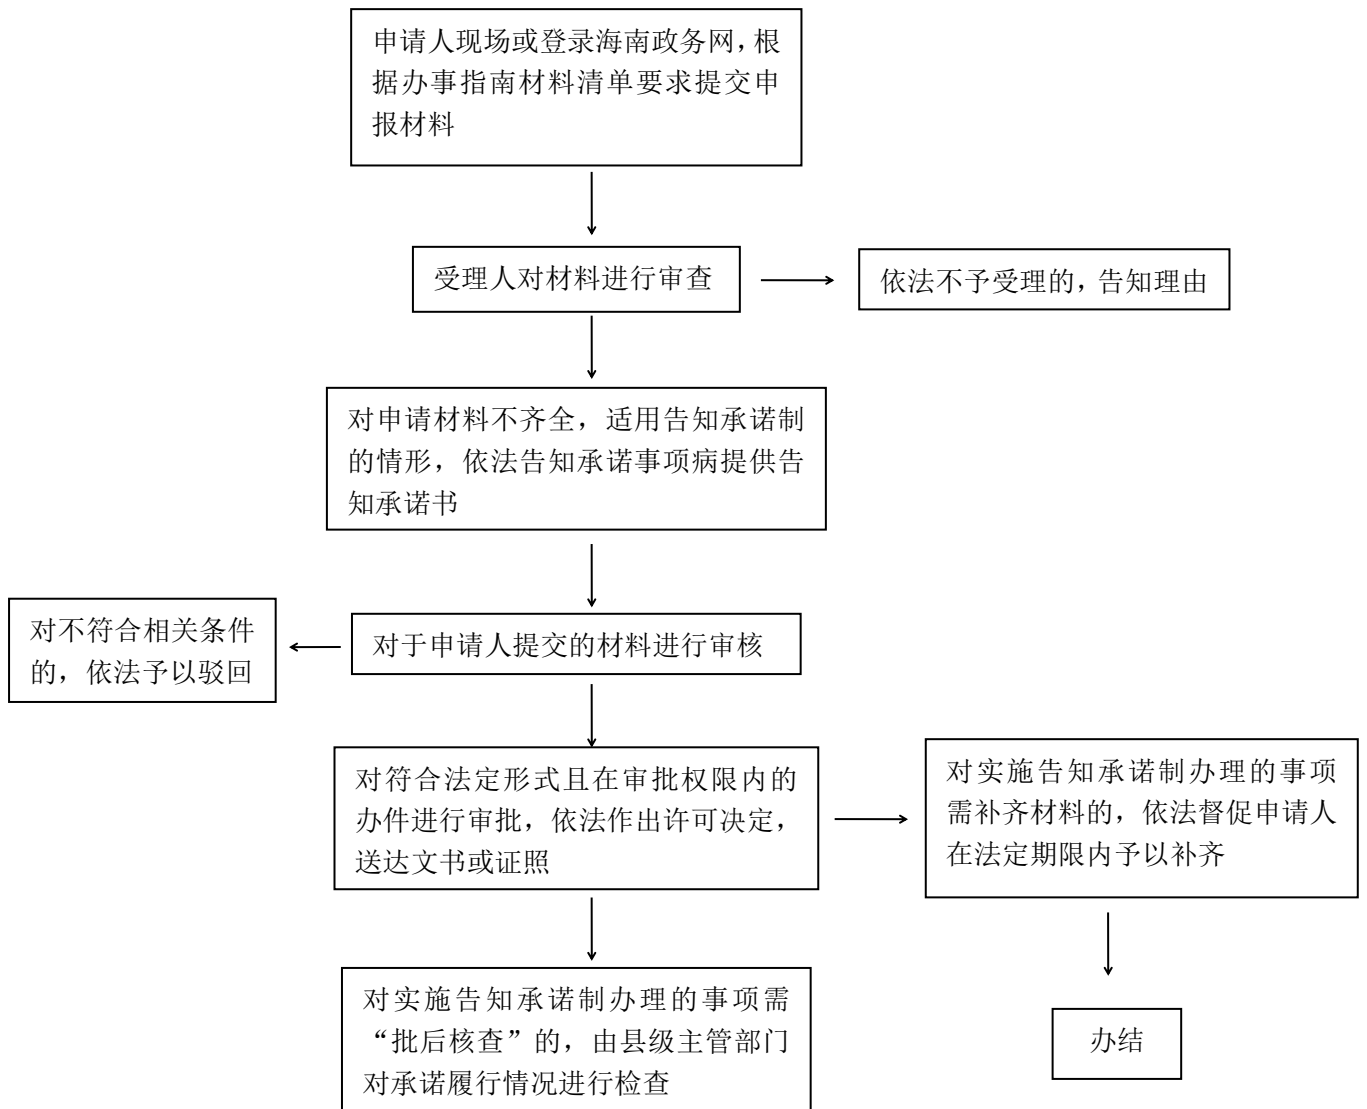 申请人现场或登录海南政务网，根
据办事指南材料清单要求提交申
报材料
受理人对材料进行审查
依法不予受理的，告知理由
对申请材料不齐全，适用告知承诺制
的情形，依法告知承诺事项病提供告
知承诺书
对不符合相关条件
的，依法予以驳回
对于申请人提交的材料进行审核
对符合法定形式且在审批权限内的
办件进行审批，依法作出许可决定，
送达文书或证照
对实施告知承诺制办理的事项
需补齐材料的，依法督促申请人
在法定期限内予以补齐
对实施告知承诺制办理的事项需
“批后核查”的，由县级主管部门
对承诺履行情况进行检查
办结